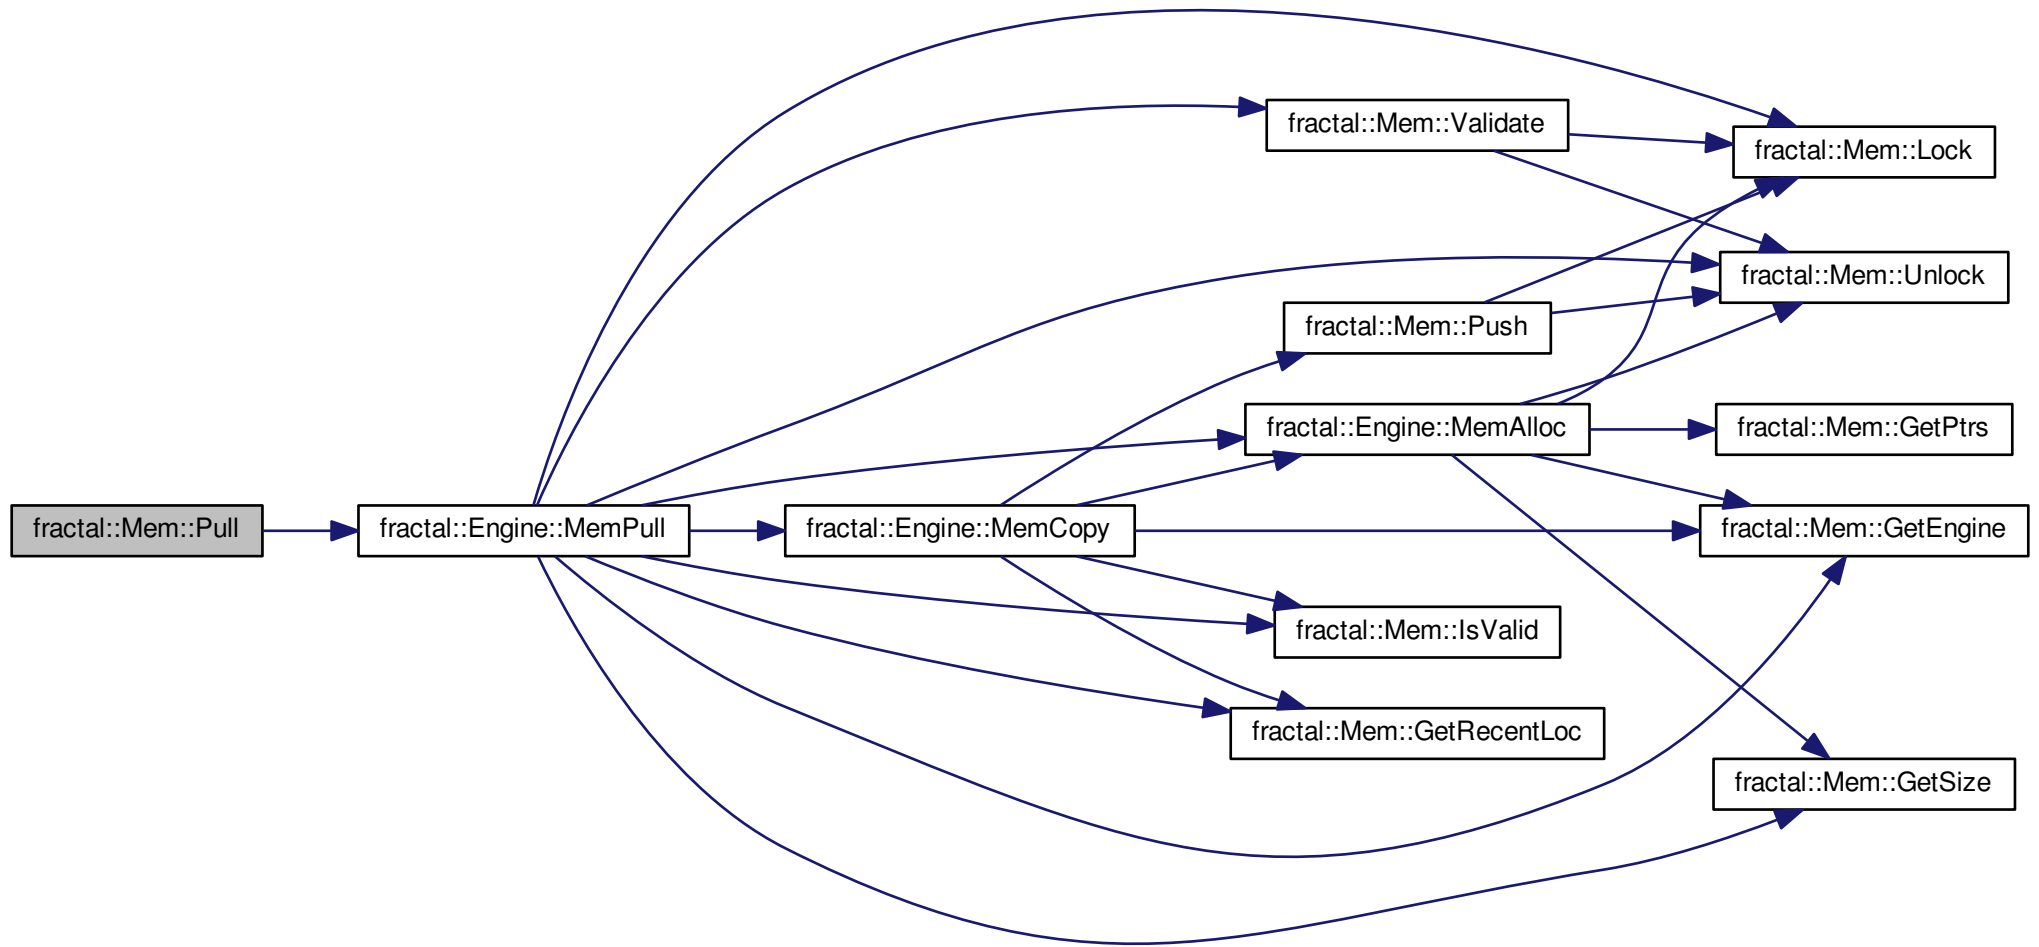 fractal::Mem::Pull
fractal::Engine::MemPull
fractal::Engine::MemCopy
fractal::Mem::Validate
fractal::Mem::Push
fractal::Engine::MemAlloc
fractal::Mem::IsValid
fractal::Mem::GetRecentLoc
fractal::Mem::Lock
fractal::Mem::Unlock
fractal::Mem::GetPtrs
fractal::Mem::GetEngine
fractal::Mem::GetSize